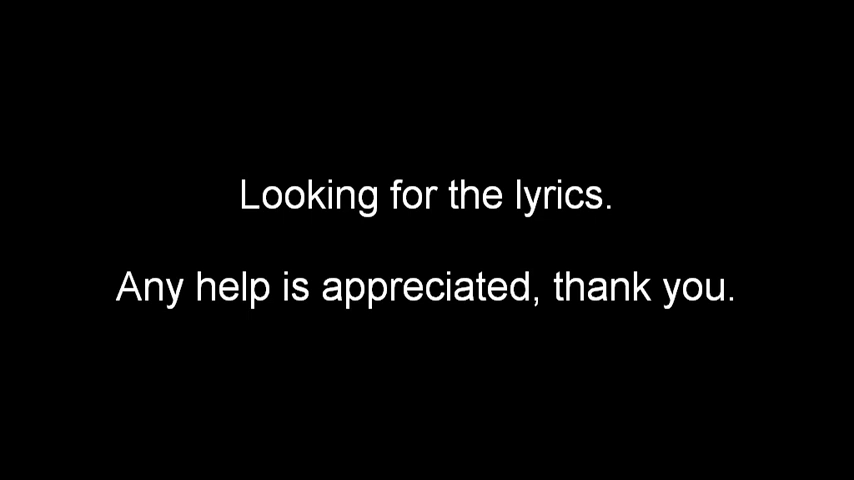 Looking for the lyrics.
Any help is appreciated, thank you.